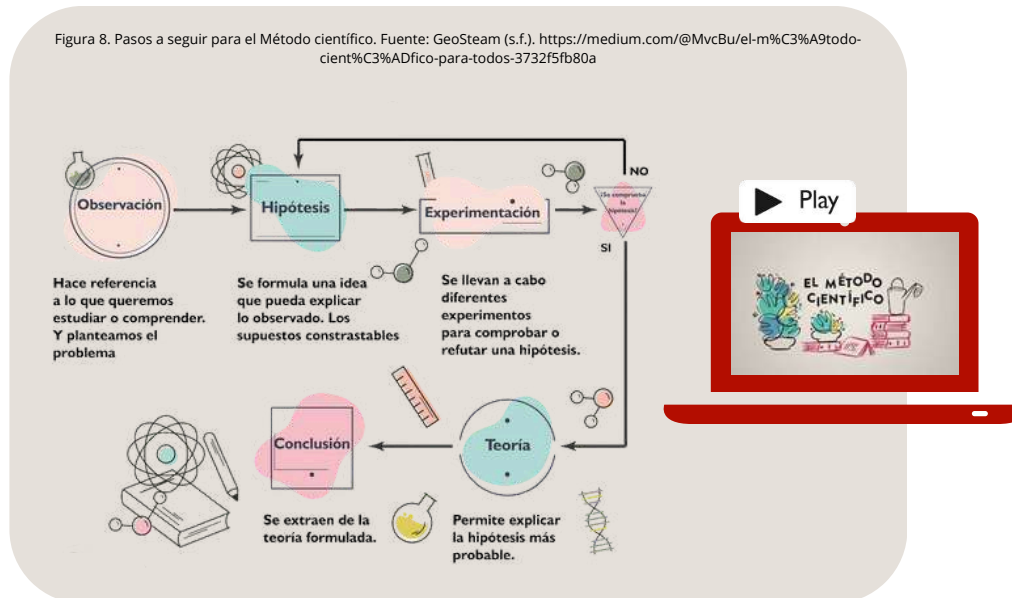 Figura 8. Pasos a seguir para el Método científico. Fuente: GeoSteam (s.f.). https://medium.com/@MvcBu/el-m%C3%A9todo-
cient%C3%ADfico-para-todos-3732f5fb80a
Observación
Hipótesis
Experimentación
¿Se comprueba
la
hipótesis?
NO
SI
Hace referencia
a lo que queremos
estudiar o comprender.
Y planteamos el
problema
Se formula una idea
que pueda explicar
lo observado. Los
supuestos constrastables
Se llevan a cabo
diferentes
experimentos
para comprobar o
refutar una hipótesis.
Play
EL MÉTODO
CIENTÍFICO
Conclusión
Teoría
Se extraen de la
teoría formulada.
Permite explicar
la hipótesis más
probable.